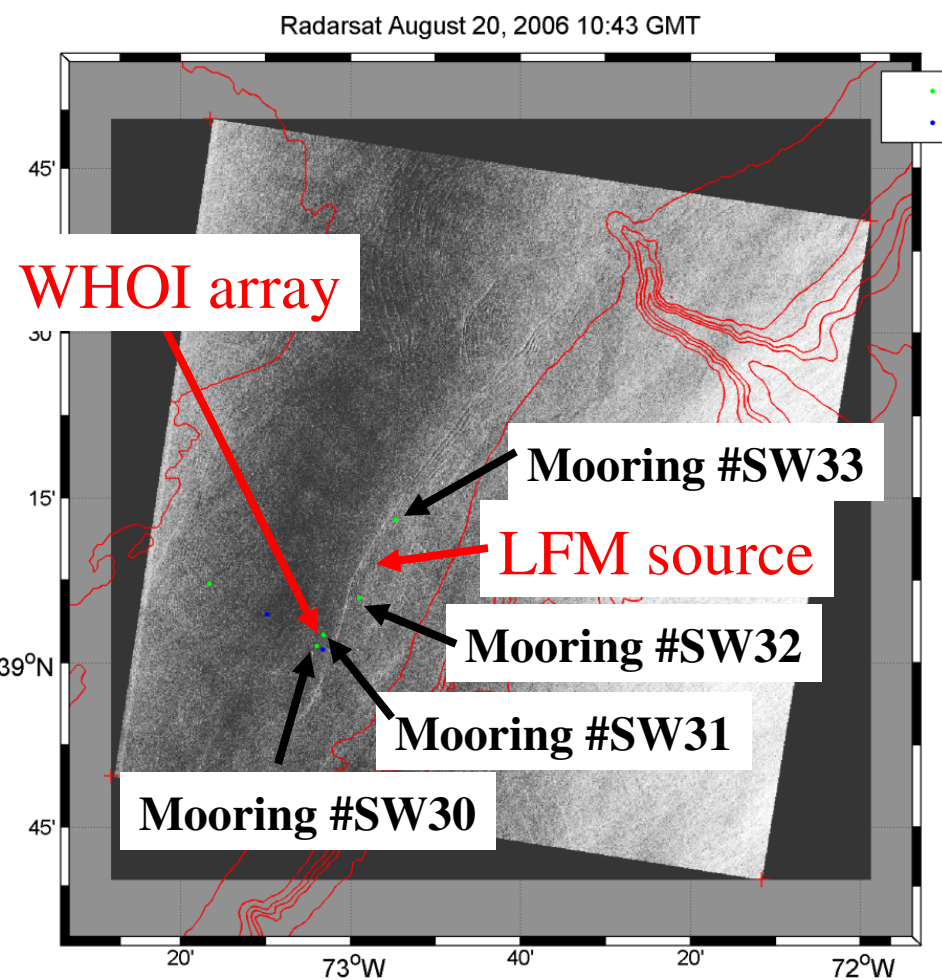 Radarsat August 20, 2006 10:43 GMT
45'
WHOI array
30'
Mooring #SW33
15'
LFM source
Mooring #SW32
39°N
Mooring #SW31
Mooring #SW30
45'
20'
73°W
40'
20'
72°W